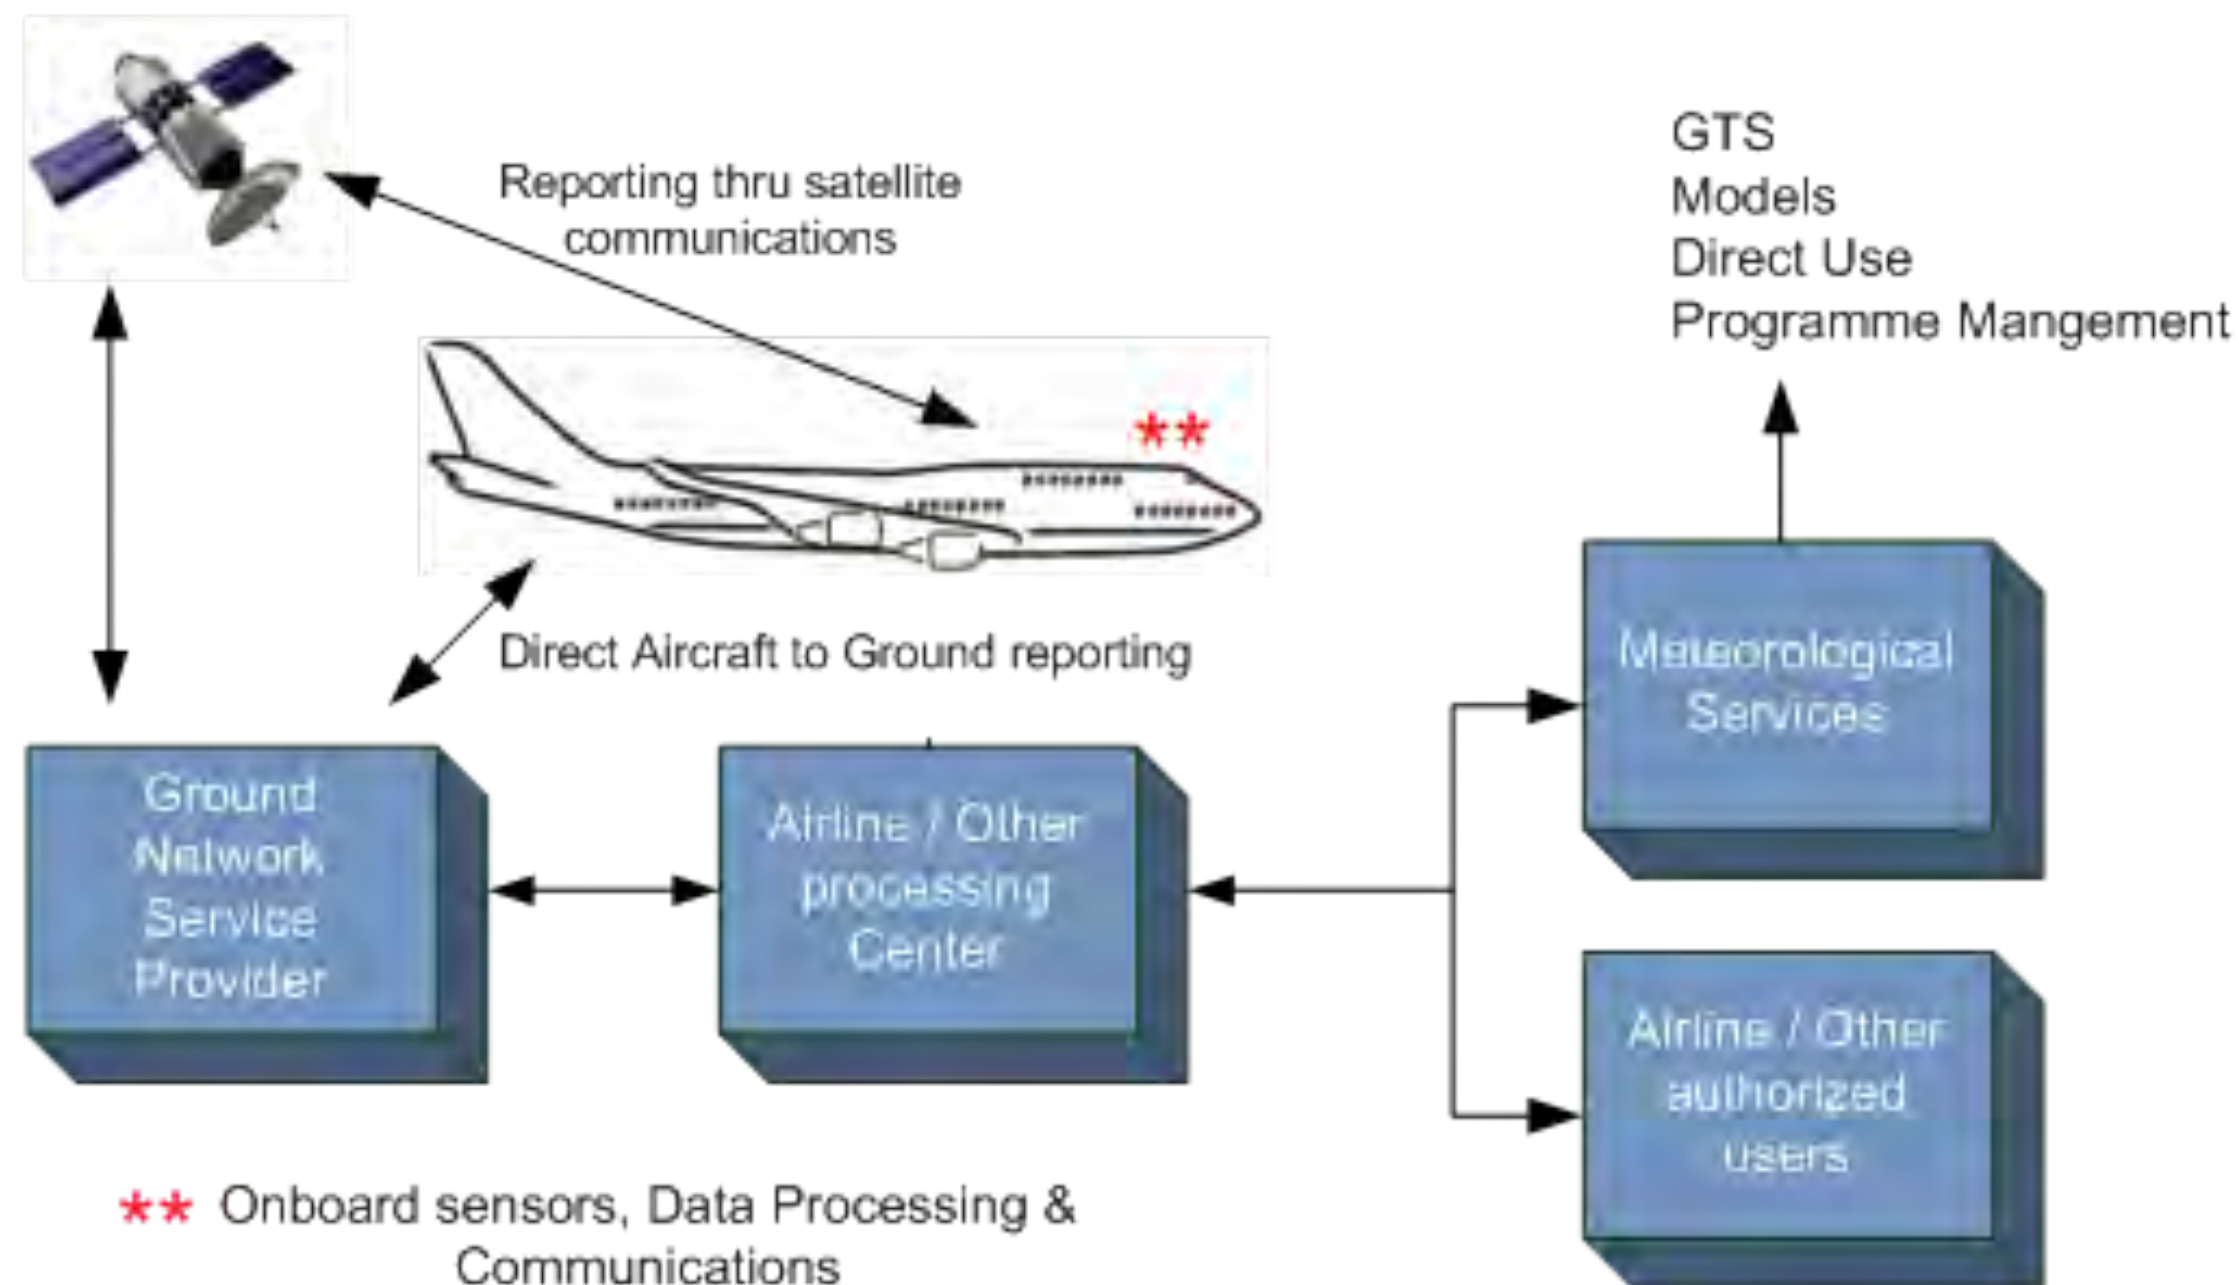 Reporting thru satellite
communications
GTS
Models
Direct Use
Programme Mangement
**
Direct Aircraft to Ground reporting
Ground
Network
Service
Provider
Airline / Other
processing
Center
Meteorological
Services
Airline / Other
authorized
users
** Onboard sensors, Data Processing &
Communications